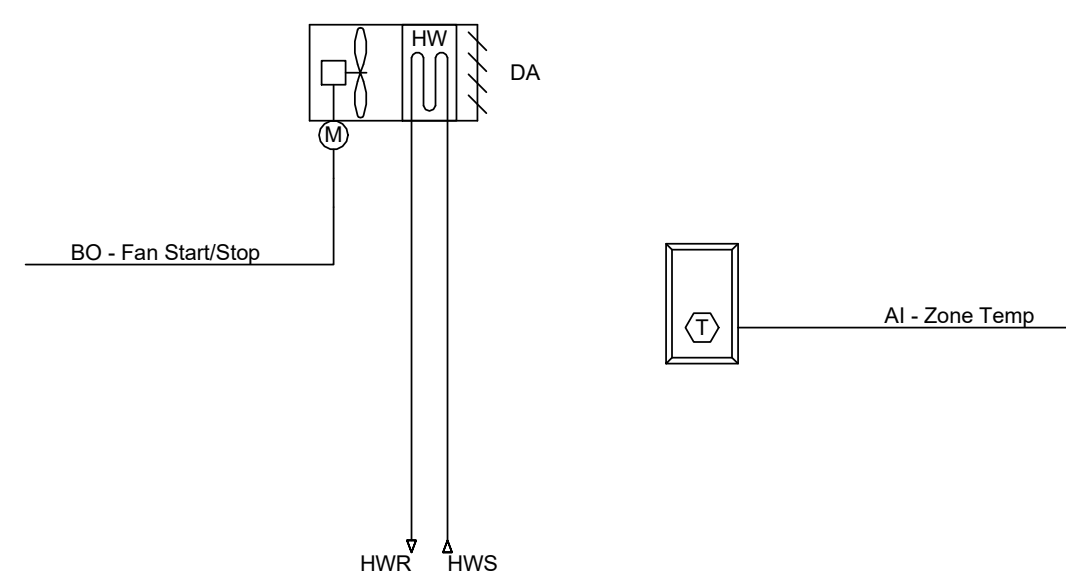 HW
DA
M
BO - Fan Start/Stop
T
AI - Zone Temp
HWR
HWS